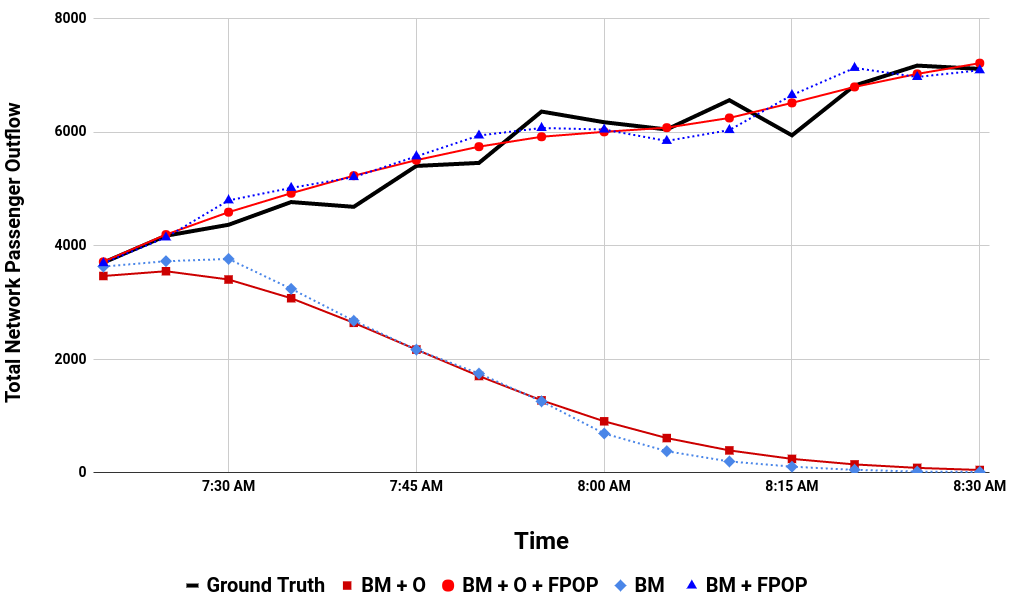 8000
6000
4000
2000
0
Total Network Passenger Outflow
7:30 AM 7:45 AM 8:00 AM 8:15 AM 8:30 AM
Time
Ground Truth BM + O BM + O + FPOP BM BM + FPOP